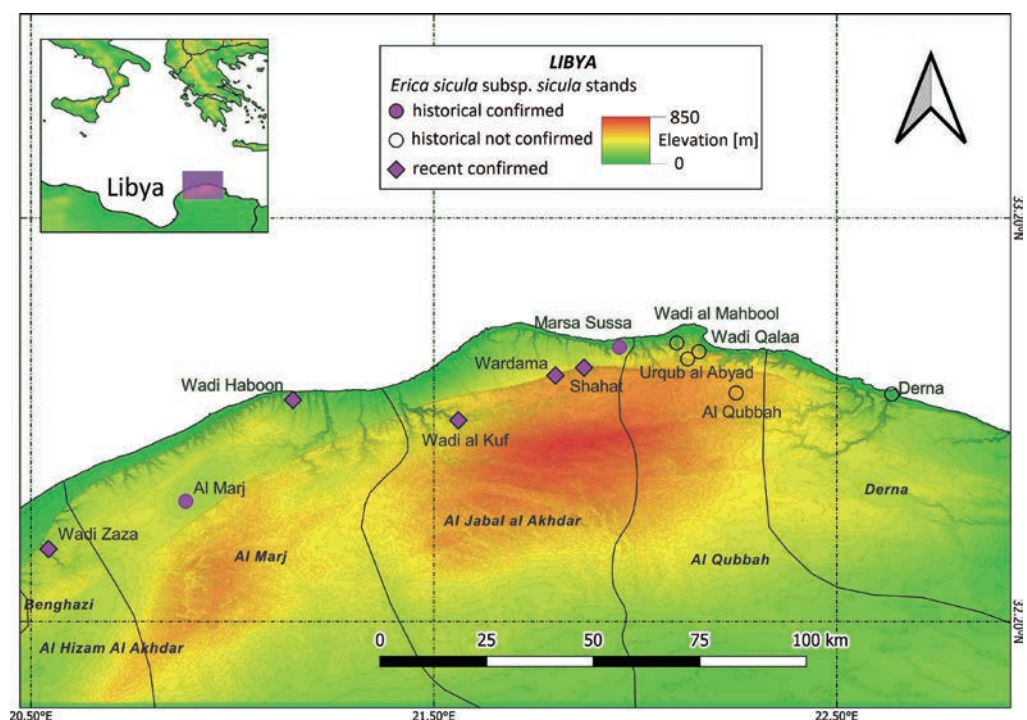 LIBYA
Erica sicula subsp. sicula stands
historical confirmed
historical not confirmed
recent confirmed
850
Elevation [m]
0
Libya
33.20°N
Wadi al Mahbool
Marsa Sussa
Wadi Qalaa
Wardama
Urqub al Abyad
Shahat
Wadi Haboon
Derna
Al Qubbah
Wadi al Kuf
Al Marj
Derna
Al Jabal al Akhdar
Wadi Zaza
Al Marj
Al Qubbah
Benghazi
32.20°N
Al Hizam Al Akhdar
0 25 50 75 100 km
20.50°E 21.50°E 22.50°E